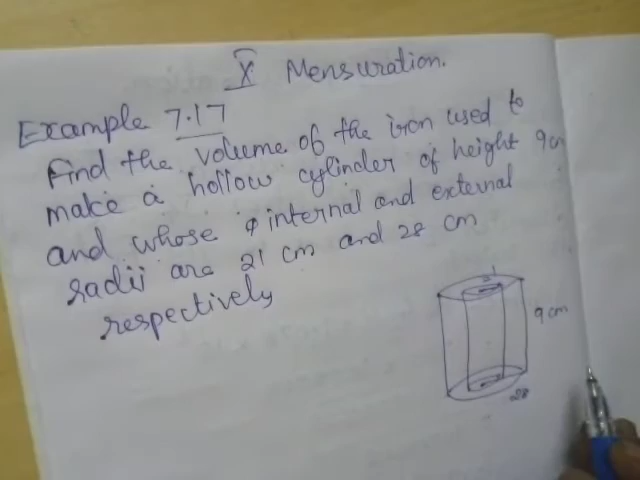 X Mensuration.
Example 7.17
Find the volume of the iron used to
make a hollow cylinder of height 9cm
and whose internal and external
radii are 21 cm and 28 cm
respectively
21
9cm
28